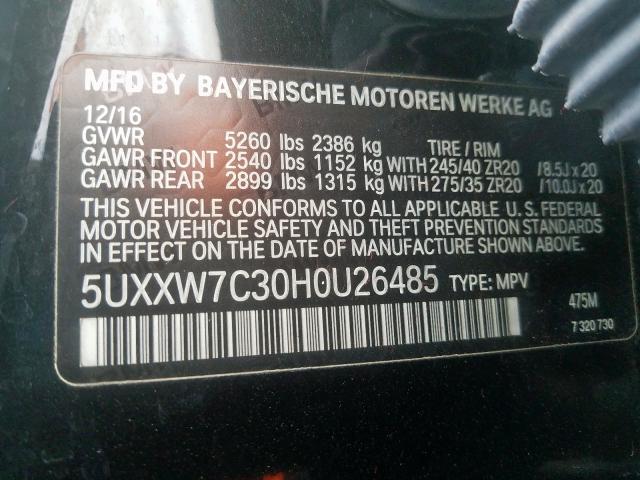 MFD BY BAYERISCHE MOTOREN WERKE AG
12/16
GVWR 5260 lbs 2386 kg TIRE / RIM
GAWR FRONT 2540 lbs 1152 kg WITH 245/40 ZR20 /8.5J x 20
GAWR REAR 2899 lbs 1315 kg WITH 275/35 ZR20 /10.0J x 20
THIS VEHICLE CONFORMS TO ALL APPLICABLE U.S. FEDERAL
MOTOR VEHICLE SAFETY AND THEFT PREVENTION STANDARDS
IN EFFECT ON THE DATE OF MANUFACTURE SHOWN ABOVE.
5UXXW7C30H0U26485 TYPE: MPV 475M
7 320 730